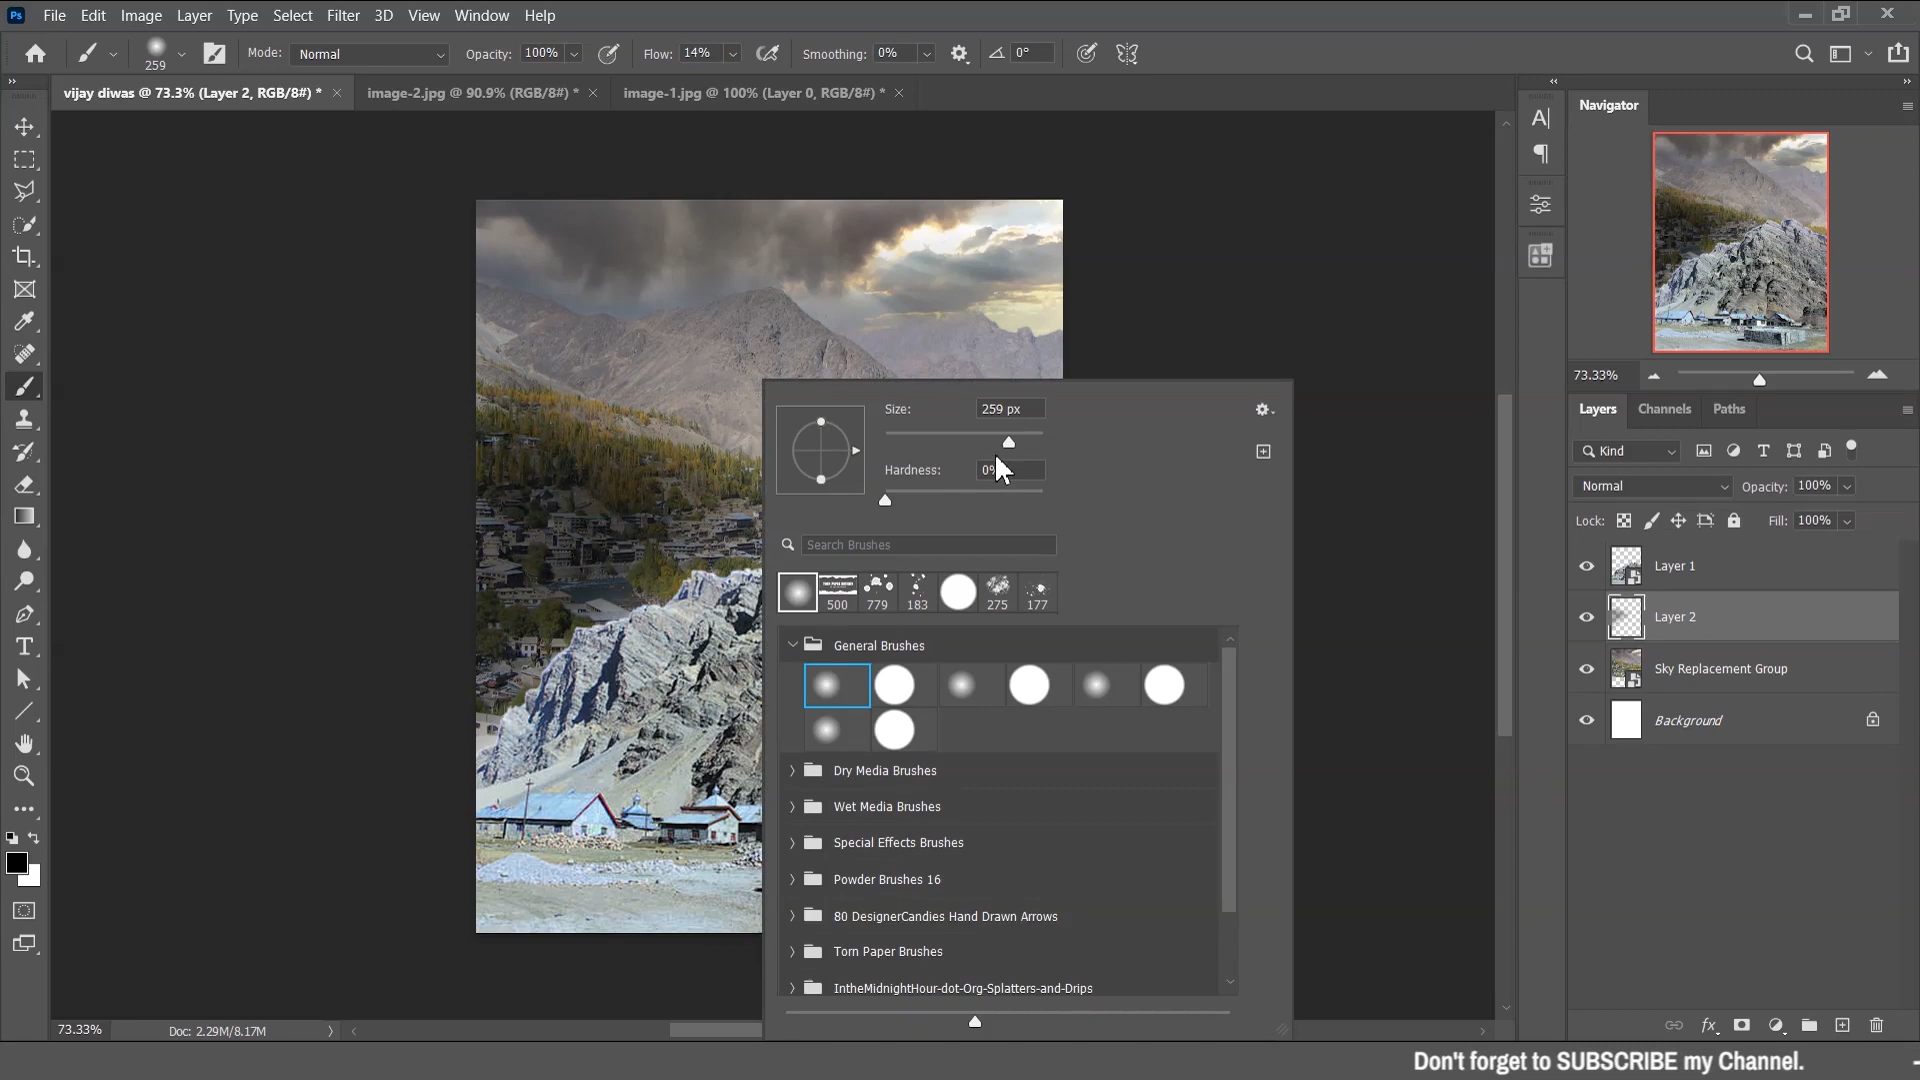 Ps File Edit Image Layer Type Select Filter 3D View Window Help
259 Mode: Normal Opacity: 100% Flow: 14% Smoothing: 0% 0°
vijay diwas @ 73.3% (Layer 2, RGB/8#) * image-2.jpg @ 90.9% (RGB/8#) * image-1.jpg @ 100% (Layer 0, RGB/8#) *
Navigator
73.33%
Size: 259 px
Hardness: 0%
Search Brushes
500 779 183 275 177
General Brushes
Dry Media Brushes
Wet Media Brushes
Special Effects Brushes
Powder Brushes 16
80 DesignerCandies Hand Drawn Arrows
Torn Paper Brushes
IntheMidnightHour-dot-Org-Splatters-and-Drips
Layers Channels Paths
Kind
Normal Opacity: 100%
Lock: Fill: 100%
Layer 1
Layer 2
Sky Replacement Group
Background
fx
73.33% Doc: 2.29M/8.17M
Don't forget to SUBSCRIBE my Channel. -